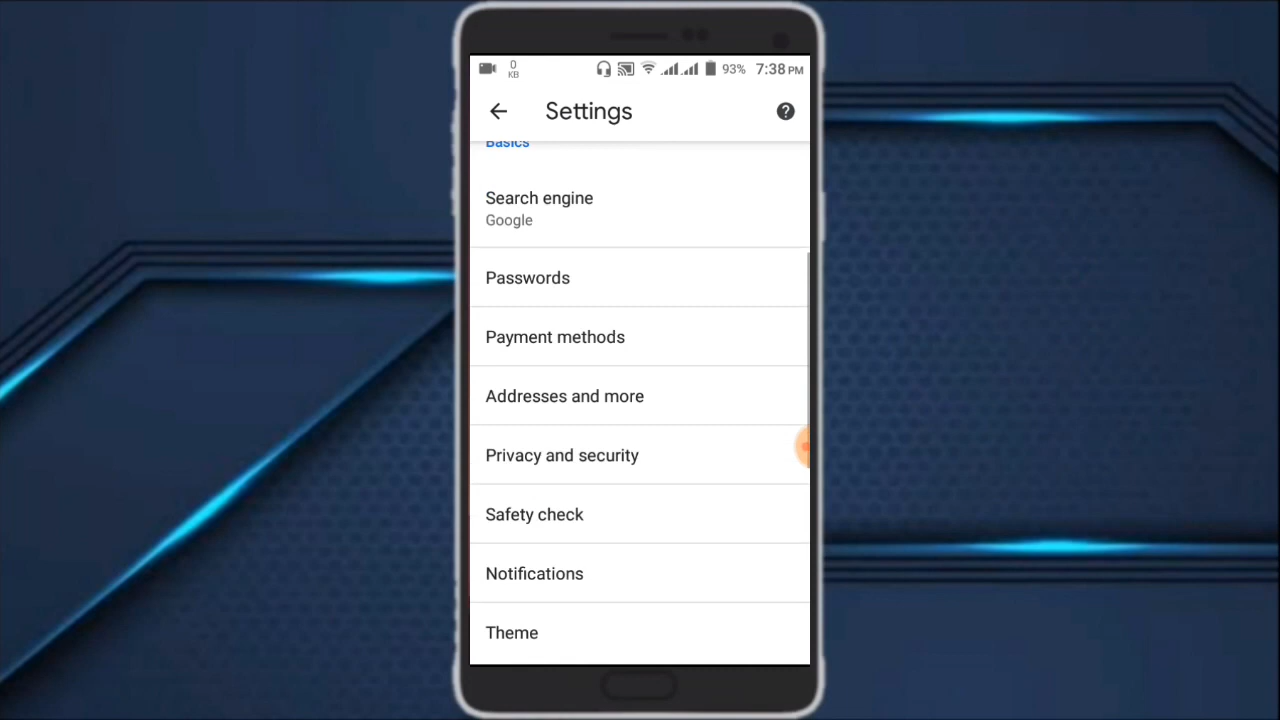 0
KB
93% 7:38 PM
Settings
Basics
Search engine
Google
Passwords
Payment methods
Addresses and more
Privacy and security
Safety check
Notifications
Theme